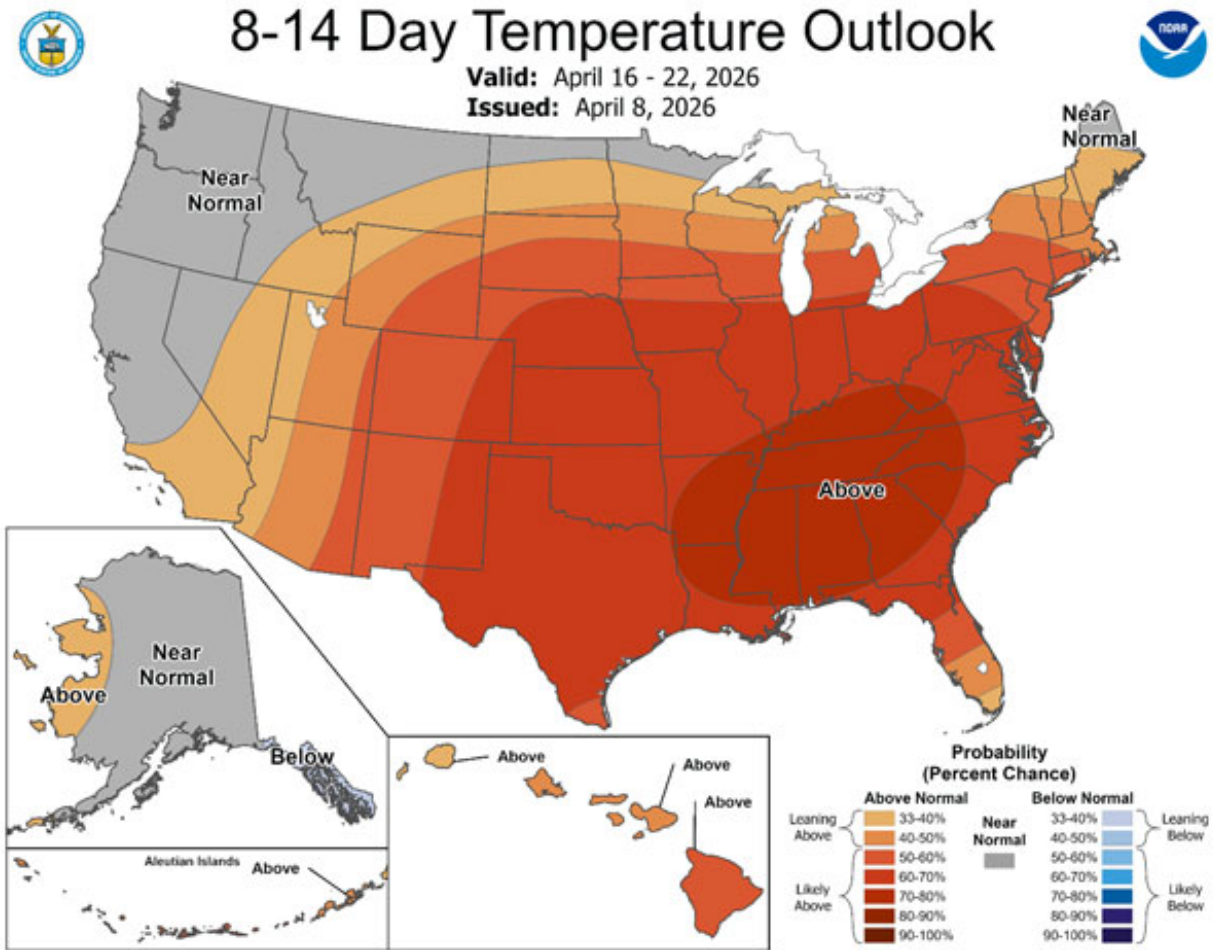 8-14 Day Temperature Outlook
Valid: April 16 - 22, 2026
Issued: April 8, 2026
NOAA
Near
Normal
Near
Normal
Above
Near
Normal
Above
Below
Aleutian Islands
Above
Above
Above
Above
Probability
(Percent Chance)
Above Normal
Below Normal
Leaning
Above
33-40%
40-50%
Likely
Above
50-60%
60-70%
70-80%
80-90%
90-100%
Near
Normal
33-40%
40-50%
Leaning
Below
50-60%
60-70%
70-80%
80-90%
90-100%
Likely
Below